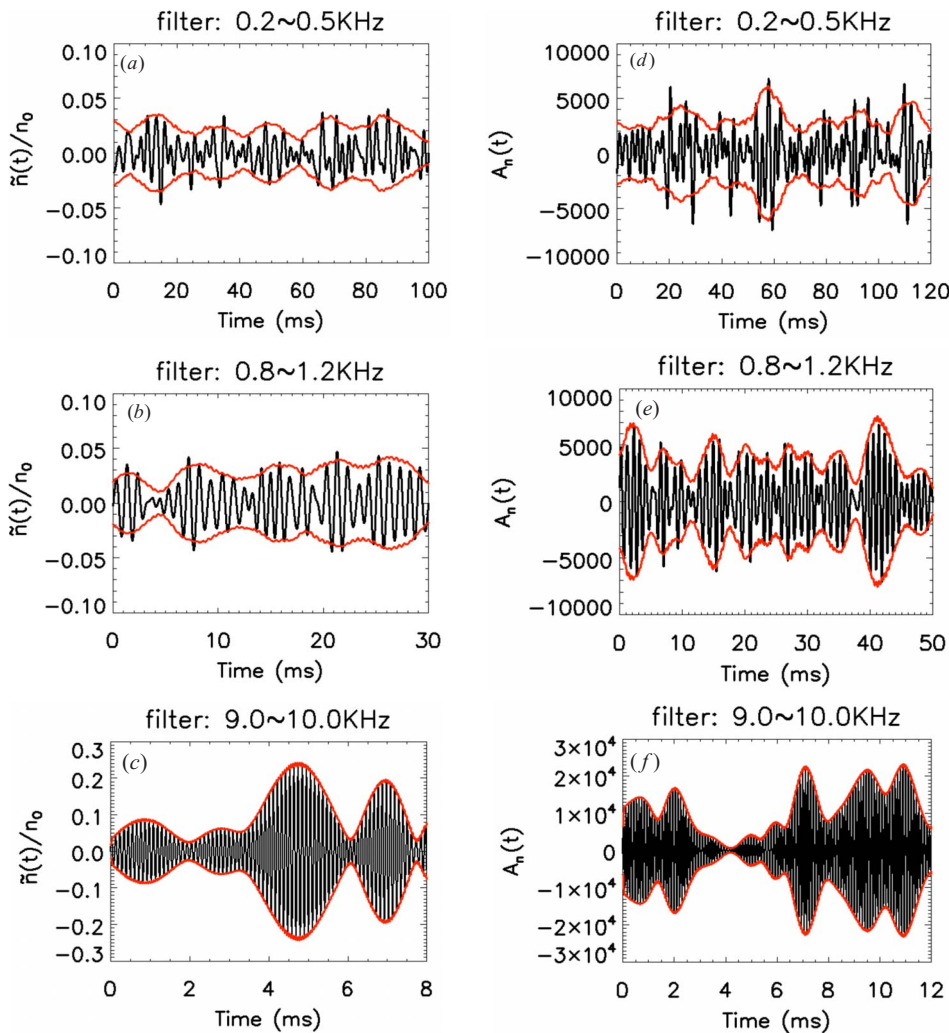 filter: 0.2~0.5KHz
(a)
ñ(t)/n₀
0.10
0.05
0.00
−0.05
−0.10
0 20 40 60 80 100
Time (ms)
filter: 0.2~0.5KHz
(d)
Aₙ(t)
10000
5000
0
−5000
−10000
0 20 40 60 80 100 120
Time (ms)
filter: 0.8~1.2KHz
(b)
ñ(t)/n₀
0.10
0.05
0.00
−0.05
−0.10
0 10 20 30
Time (ms)
filter: 0.8~1.2KHz
(e)
Aₙ(t)
10000
5000
0
−5000
−10000
0 10 20 30 40 50
Time (ms)
filter: 9.0~10.0KHz
(c)
ñ(t)/n₀
0.3
0.2
0.1
0.0
−0.1
−0.2
−0.3
0 2 4 6 8
Time (ms)
filter: 9.0~10.0KHz
(f)
Aₙ(t)
3×10⁴
2×10⁴
1×10⁴
0
−1×10⁴
−2×10⁴
−3×10⁴
0 2 4 6 8 10 12
Time (ms)